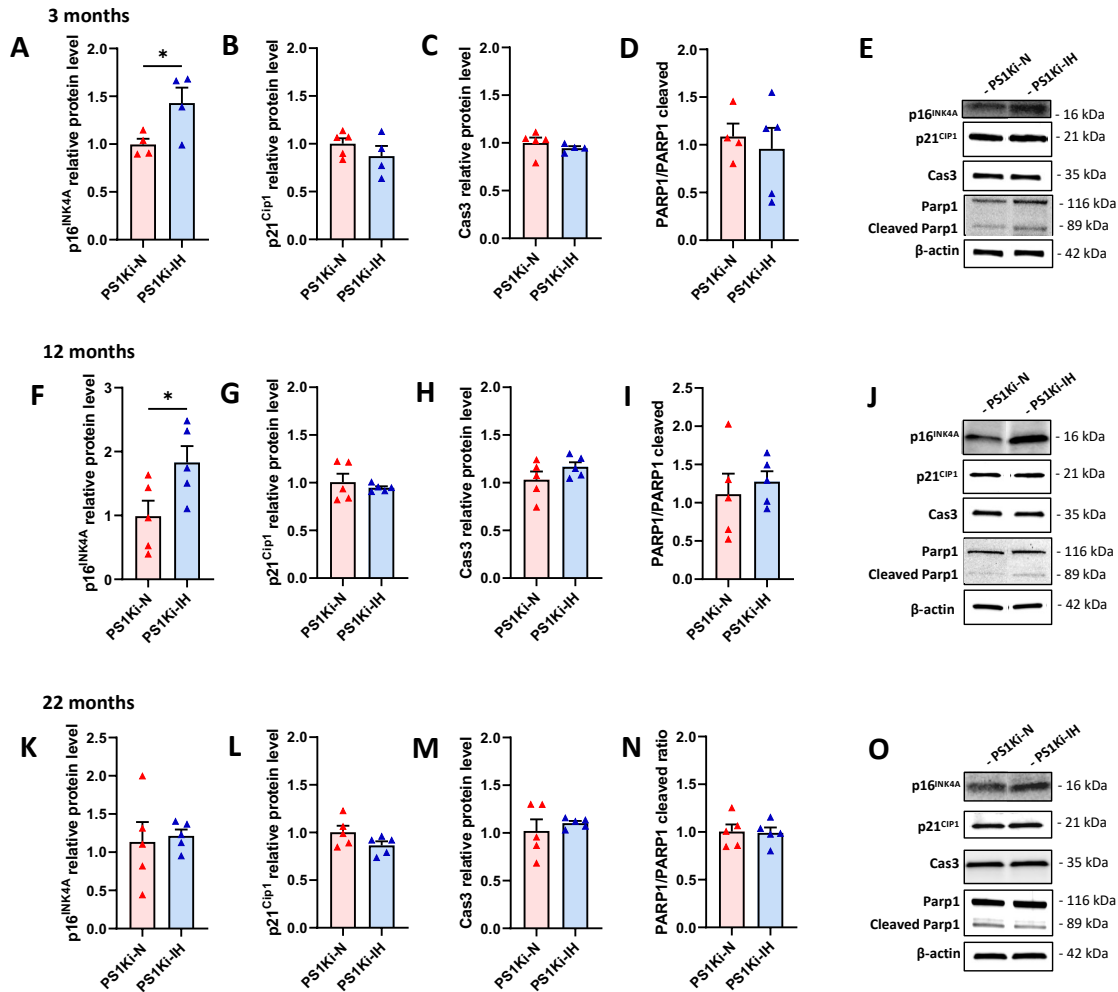 3 months
A
p16INK4A relative protein level
2.0
1.5
1.0
0.5
0.0
*
PS1Ki-N
PS1Ki-IH
B
p21Cip1 relative protein level
2.0
1.5
1.0
0.5
0.0
PS1Ki-N
PS1Ki-IH
C
Cas3 relative protein level
2.0
1.5
1.0
0.5
0.0
PS1Ki-N
PS1Ki-IH
D
PARP1/PARP1 cleaved
2.0
1.5
1.0
0.5
0.0
PS1Ki-N
PS1Ki-IH
E
- PS1Ki-N
- PS1Ki-IH
p16INK4A - 16 kDa
p21CIP1 - 21 kDa
Cas3 - 35 kDa
Parp1 - 116 kDa
Cleaved Parp1 - 89 kDa
β-actin - 42 kDa
12 months
F
p16INK4A relative protein level
3
2
1
0
*
PS1Ki-N
PS1Ki-IH
G
p21Cip1 relative protein level
2.0
1.5
1.0
0.5
0.0
PS1Ki-N
PS1Ki-IH
H
Cas3 relative protein level
2.0
1.5
1.0
0.5
0.0
PS1Ki-N
PS1Ki-IH
I
PARP1/PARP1 cleaved
2.5
2.0
1.5
1.0
0.5
0.0
PS1Ki-N
PS1Ki-IH
J
- PS1Ki-N
- PS1Ki-IH
p16INK4A - 16 kDa
p21CIP1 - 21 kDa
Cas3 - 35 kDa
Parp1 - 116 kDa
Cleaved Parp1 - 89 kDa
β-actin - 42 kDa
22 months
K
p16INK4A relative protein level
2.5
2.0
1.5
1.0
0.5
0.0
PS1Ki-N
PS1Ki-IH
L
p21Cip1 relative protein level
2.0
1.5
1.0
0.5
0.0
PS1Ki-N
PS1Ki-IH
M
Cas3 relative protein level
2.0
1.5
1.0
0.5
0.0
PS1Ki-N
PS1Ki-IH
N
PARP1/PARP1 cleaved ratio
2.0
1.5
1.0
0.5
0.0
PS1Ki-N
PS1Ki-IH
O
- PS1Ki-N
- PS1Ki-IH
p16INK4A - 16 kDa
p21CIP1 - 21 kDa
Cas3 - 35 kDa
Parp1 - 116 kDa
Cleaved Parp1 - 89 kDa
β-actin - 42 kDa